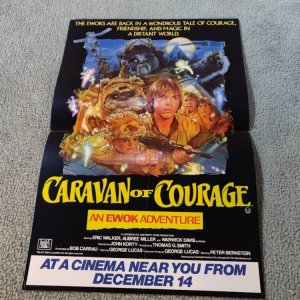 THE EWOKS ARE BACK IN A WONDROUS TALE OF COURAGE,
FRIENDSHIP, AND MAGIC IN
A DISTANT WORLD.
CARAVAN OF COURAGE
AN EWOK ADVENTURE
ERIC WALKER, AUBREE MILLER AND WARWICK DAVIS
JOHN KORTY THOMAS G. SMITH
BOB CARRAU GEORGE LUCAS GEORGE LUCAS PETER BERNSTEIN
FOX
AT A CINEMA NEAR YOU FROM
DECEMBER 14